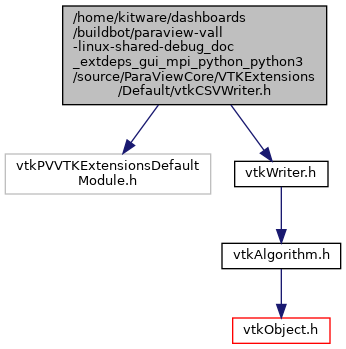 /home/kitware/dashboards
/buildbot/paraview-vall
-linux-shared-debug_doc
_extdeps_gui_mpi_python_python3
/source/ParaViewCore/VTKExtensions
/Default/vtkCSVWriter.h
vtkPVVTKExtensionsDefault
Module.h
vtkWriter.h
vtkAlgorithm.h
vtkObject.h